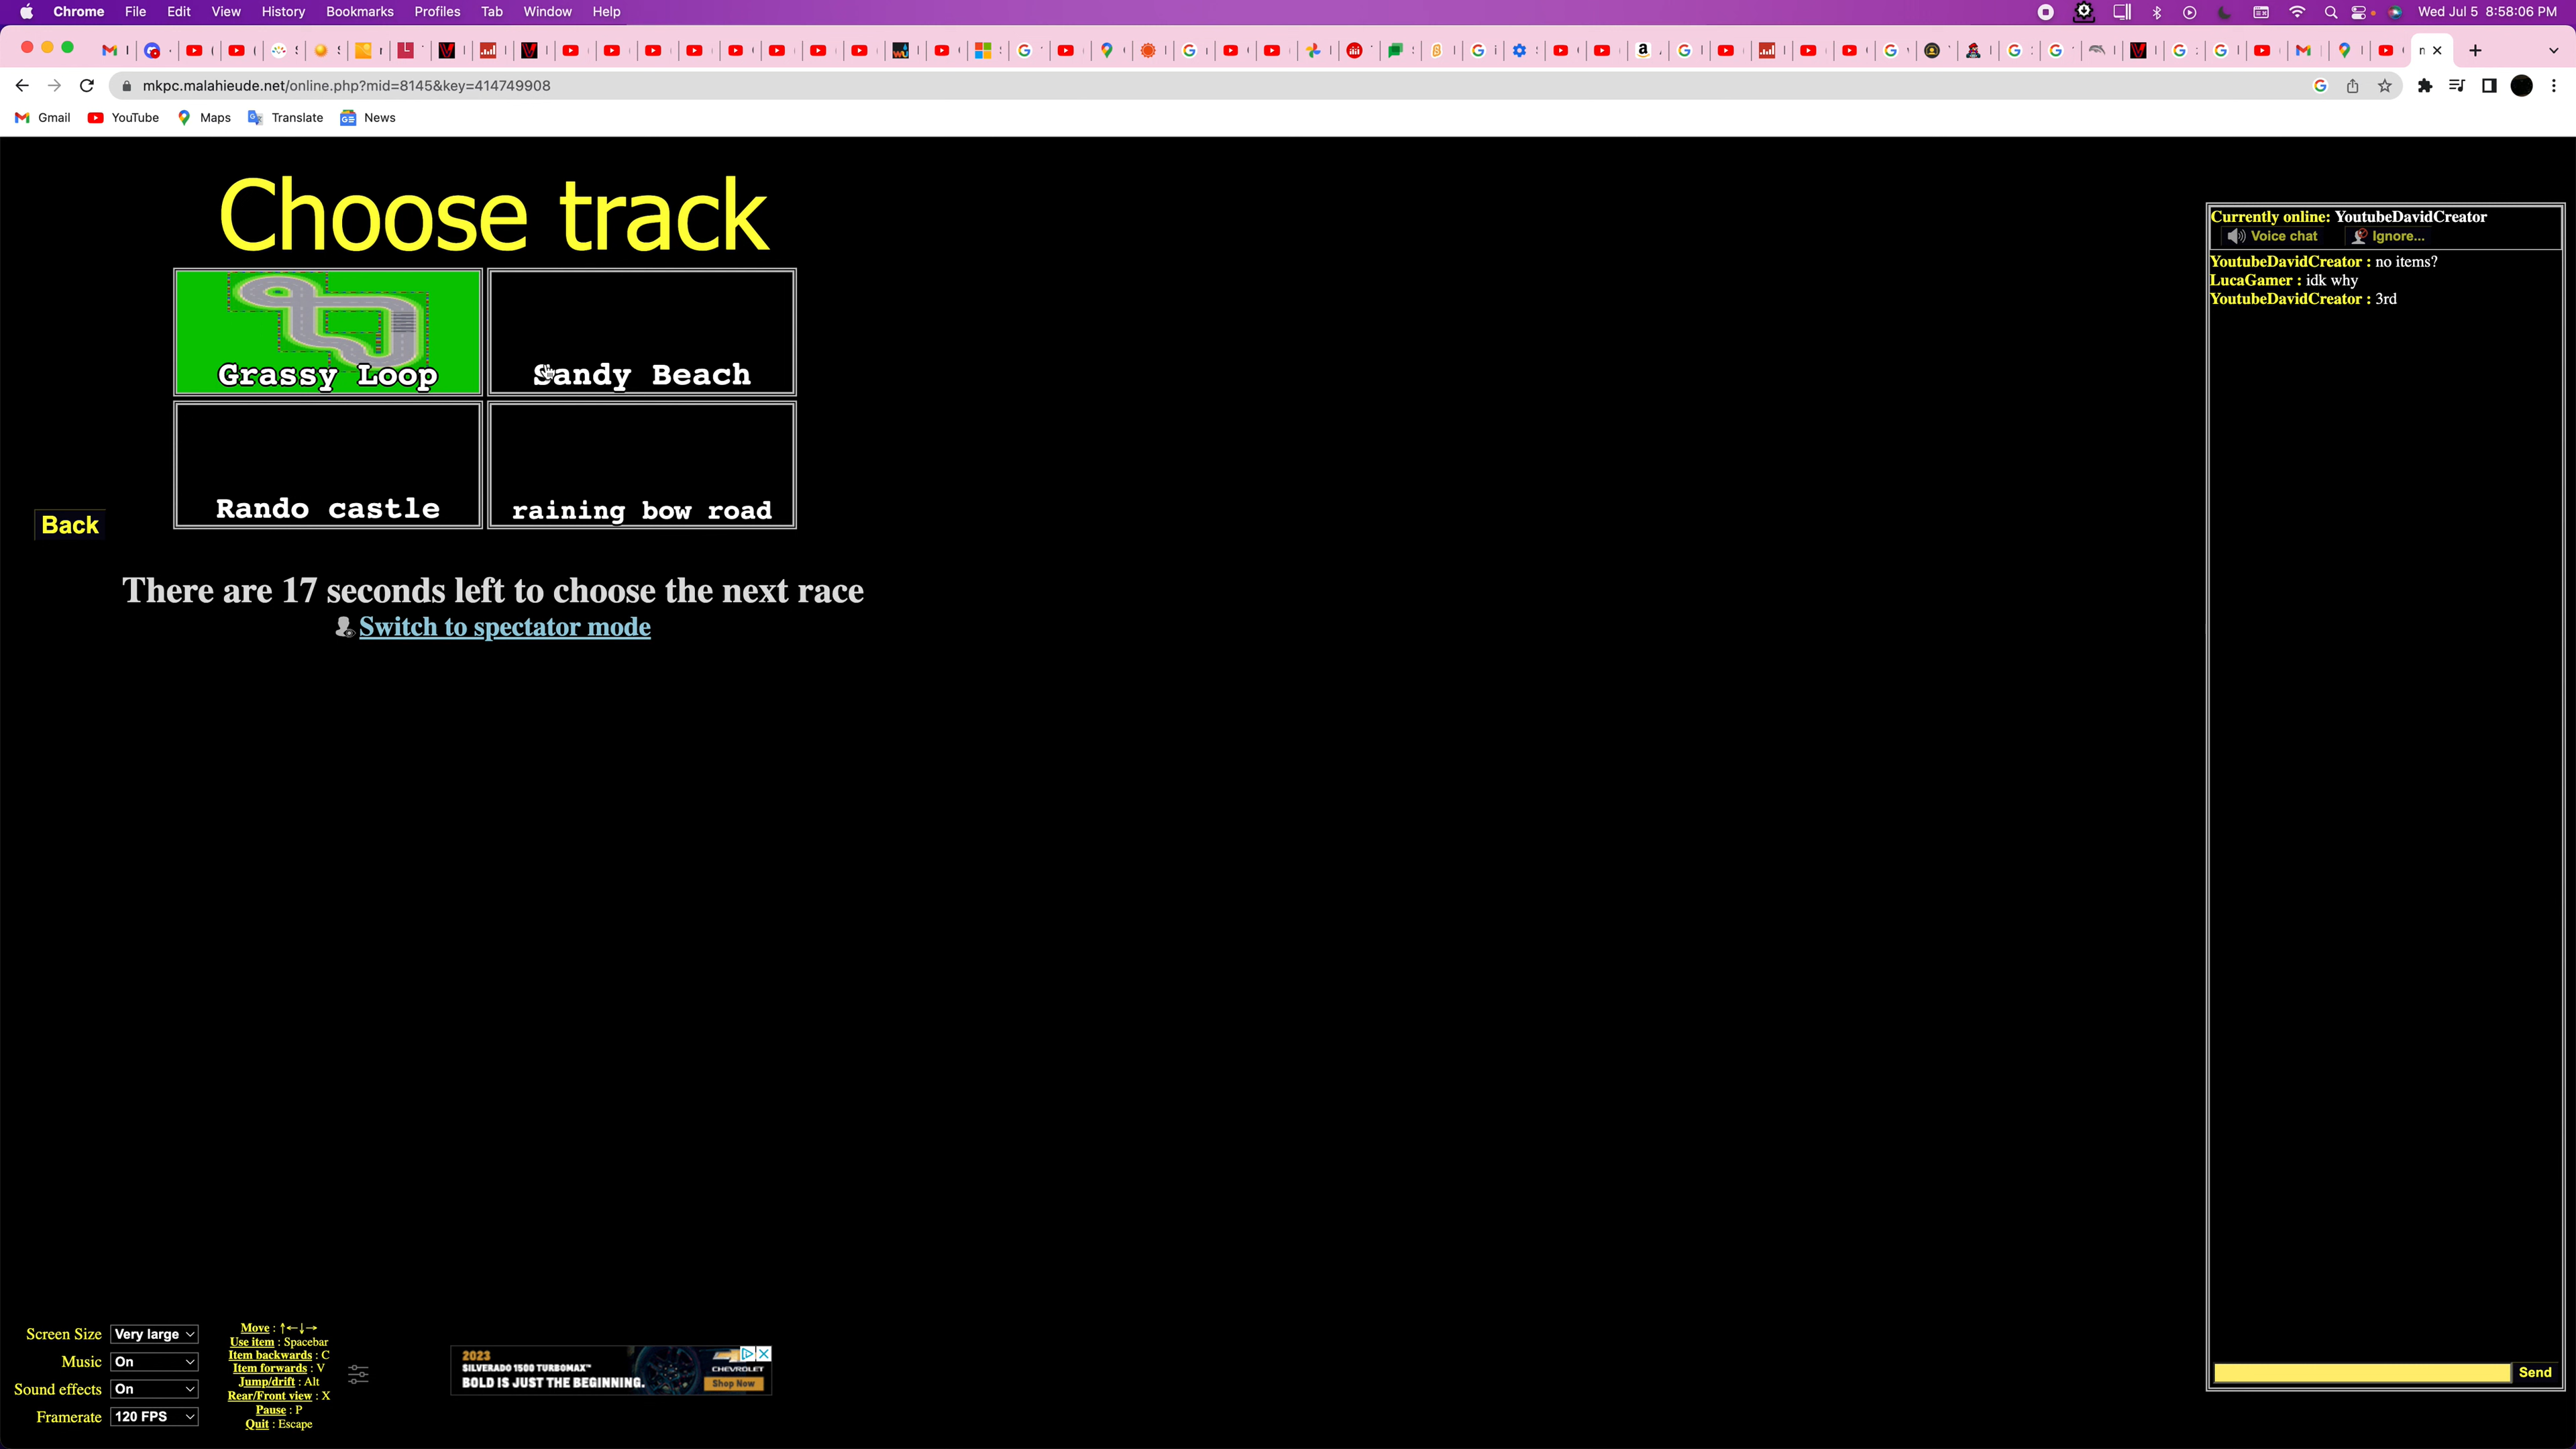 Chrome File Edit View History Bookmarks Profiles Tab Window Help
Wed Jul 5 8:58:06 PM
mkpc.malahieude.net/online.php?mid=8145&key=414749908
Gmail YouTube Maps Translate News
Choose track
Grassy Loop
Sandy Beach
Rando castle
raining bow road
Back
There are 17 seconds left to choose the next race
Switch to spectator mode
Currently online: YoutubeDavidCreator
Voice chat Ignore...
YoutubeDavidCreator : no items?
LucaGamer : idk why
YoutubeDavidCreator : 3rd
Send
Screen Size Very large
Music On
Sound effects On
Framerate 120 FPS
Move : ↑←↓→
Use item : Spacebar
Item backwards : C
Item forwards : V
Jump/drift : Alt
Rear/Front view : X
Pause : P
Quit : Escape
2023
SILVERADO 1500 TURBOMAX™
BOLD IS JUST THE BEGINNING.
CHEVROLET
Shop Now